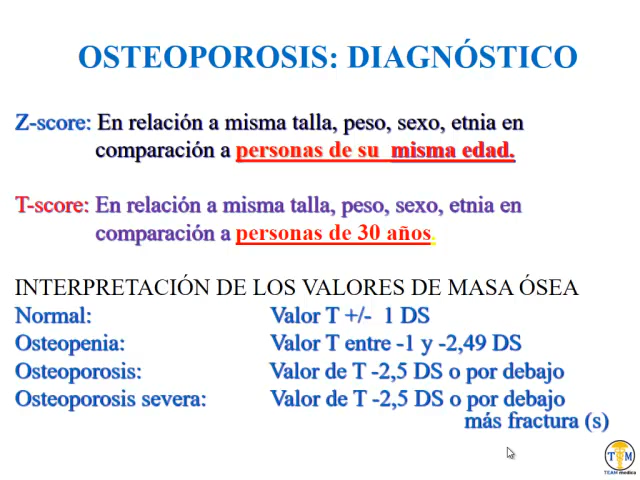 OSTEOPOROSIS: DIAGNÓSTICO
Z-score: En relación a misma talla, peso, sexo, etnia en
comparación a personas de su misma edad.
T-score: En relación a misma talla, peso, sexo, etnia en
comparación a personas de 30 años.
INTERPRETACIÓN DE LOS VALORES DE MASA ÓSEA
Normal: Valor T +/- 1 DS
Osteopenia: Valor T entre -1 y -2,49 DS
Osteoporosis: Valor de T -2,5 DS o por debajo
Osteoporosis severa: Valor de T -2,5 DS o por debajo
más fractura (s)
T M
TEAM médica